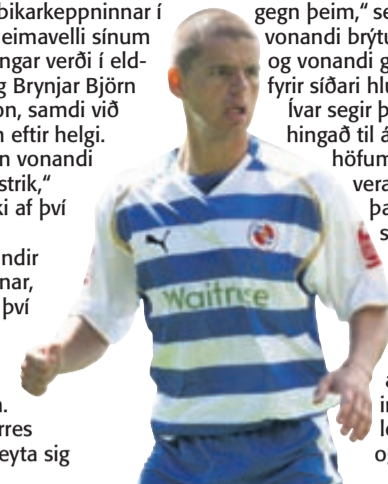 bikarkeppninnar í
eimavelli sínum
ngar verði í eld-
g Brynjar Björn
on, samdi við
n eftir helgi.
n vonandi
strik,“
ki af því
ndir
nar,
því
n.
rres
eyta sig
gegn þeim,“ se
vonandi brýtu
og vonandi g
fyrir síðari hlu
Ívar segir þ
hingað til á
höfum
vera
þa
s
a
in
le
og
Waitrose